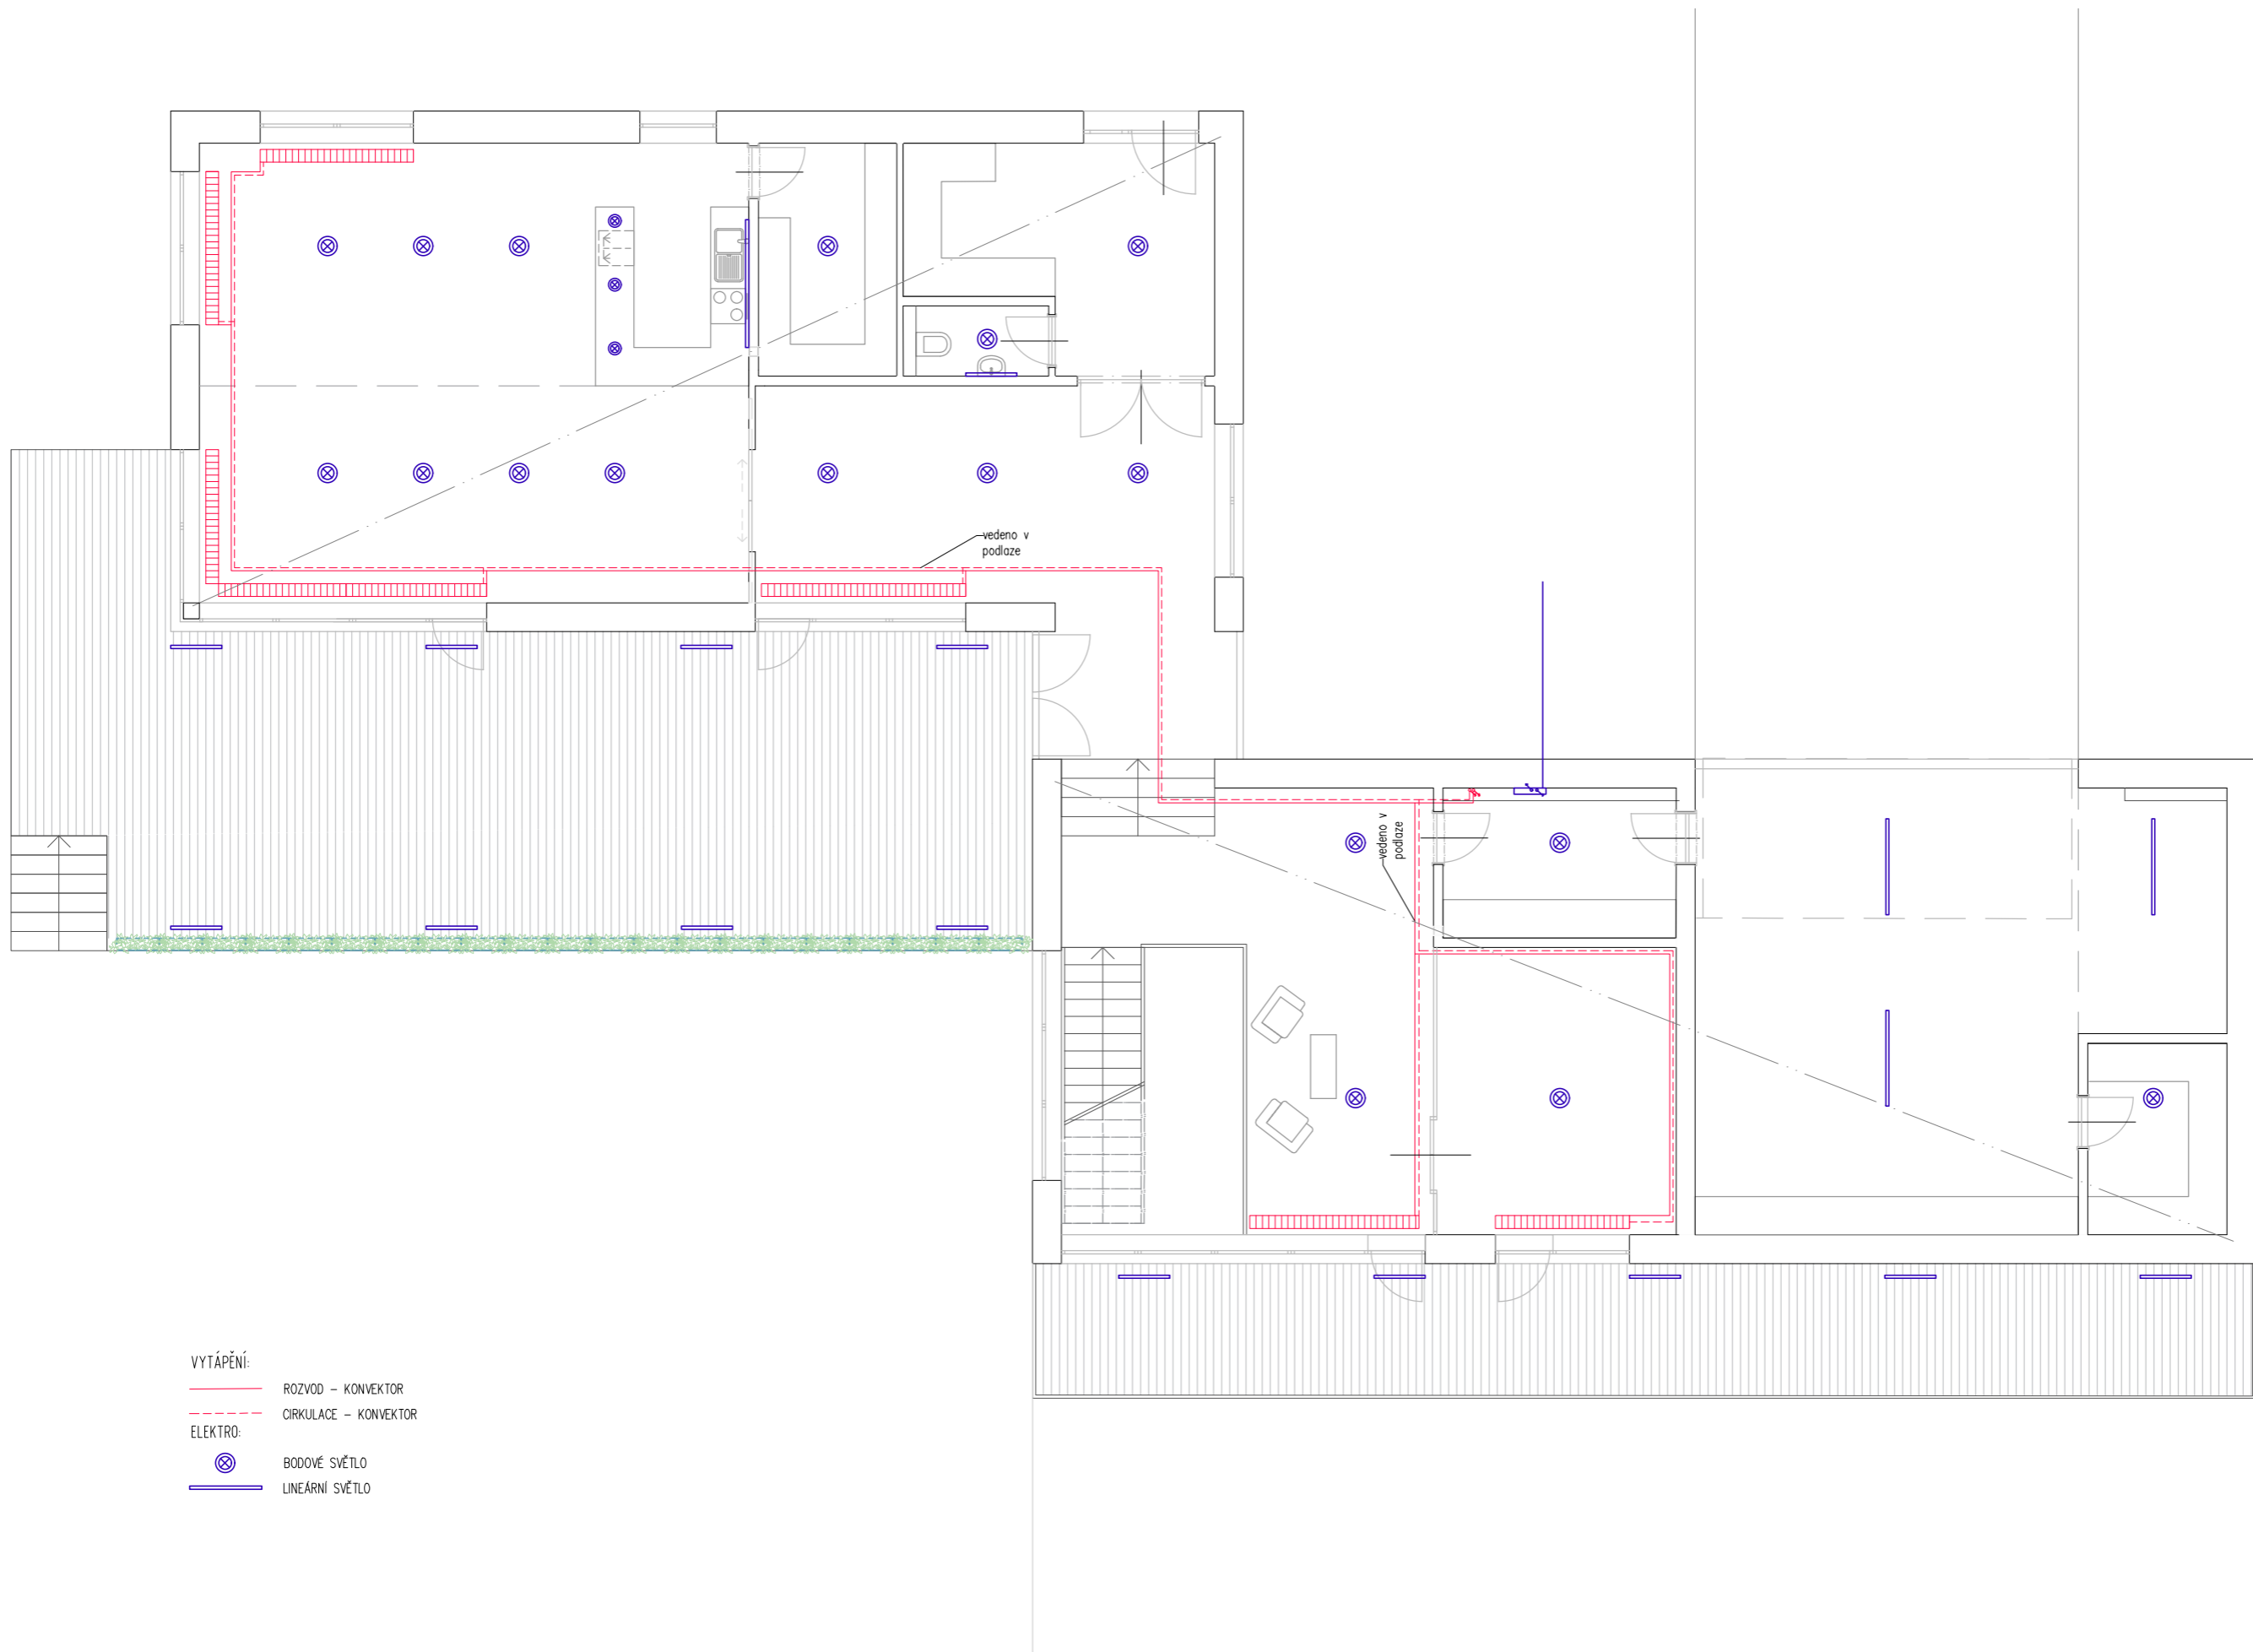 vedeno v
podlaze
vedeno v
podlaze
VYTÁPĚNÍ:
ROZVOD – KONVEKTOR
CIRKULACE – KONVEKTOR
ELEKTRO:
BODOVÉ SVĚTLO
LINEÁRNÍ SVĚTLO